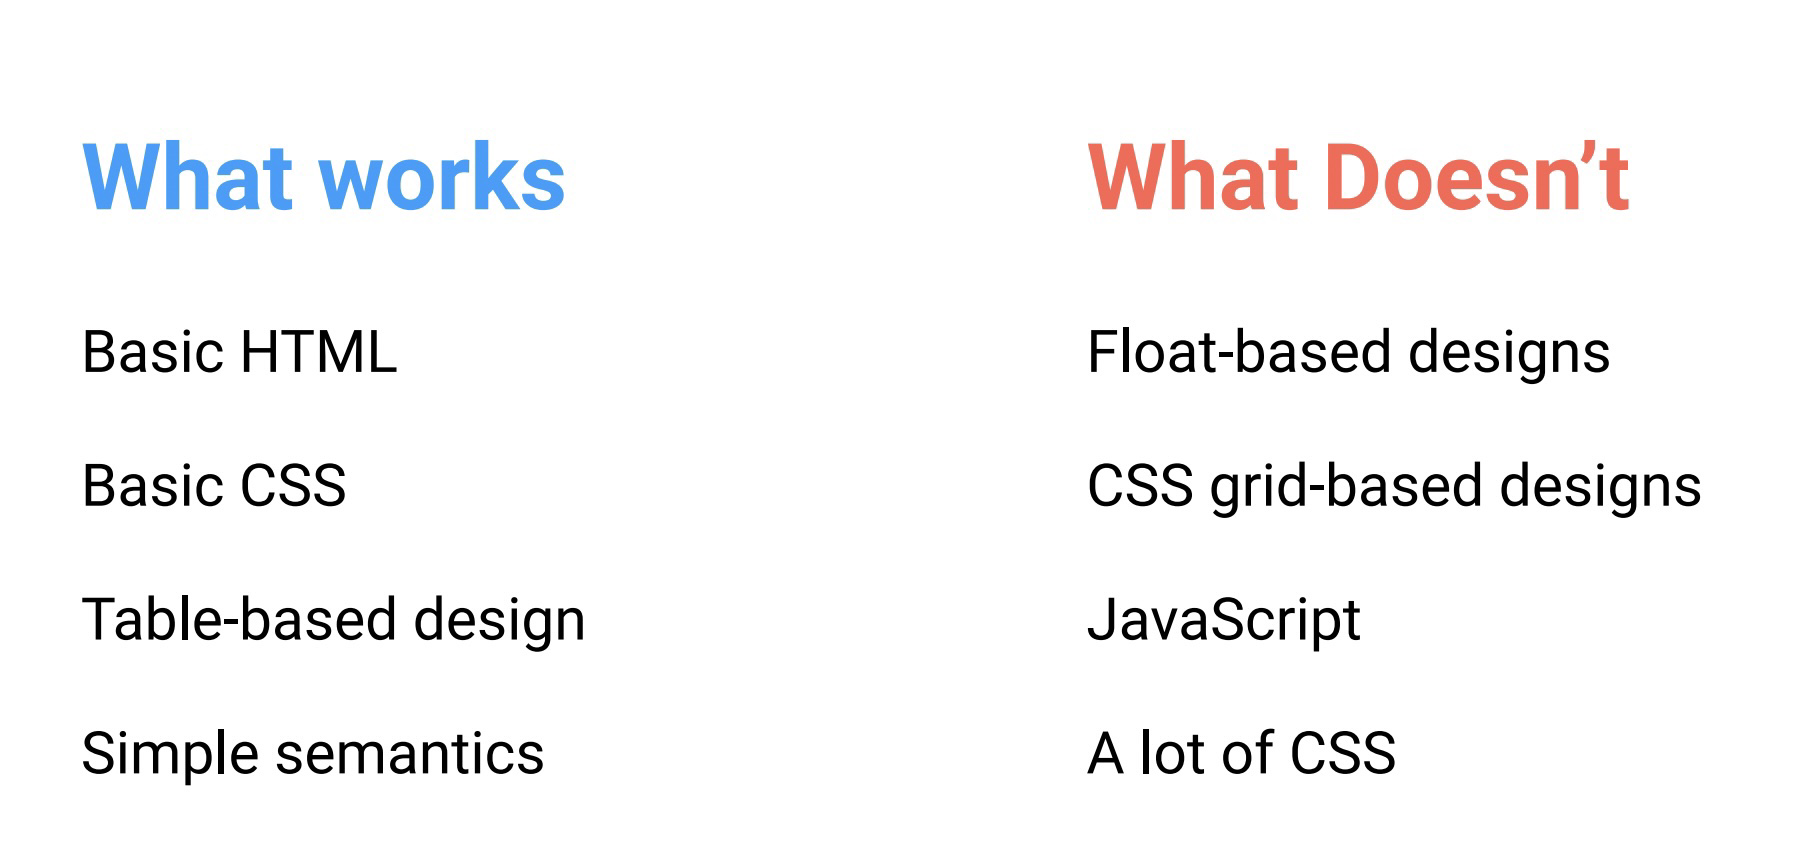 What works
Basic HTML
Basic CSS
Table-based design
Simple semantics
What Doesn’t
Float-based designs
CSS grid-based designs
JavaScript
A lot of CSS